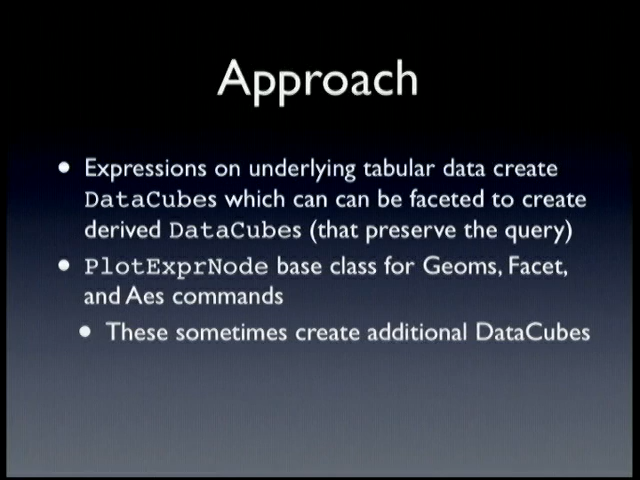 Approach
• Expressions on underlying tabular data create
DataCubes which can can be faceted to create
derived DataCubes (that preserve the query)
• PlotExprNode base class for Geoms, Facet,
and Aes commands
• These sometimes create additional DataCubes